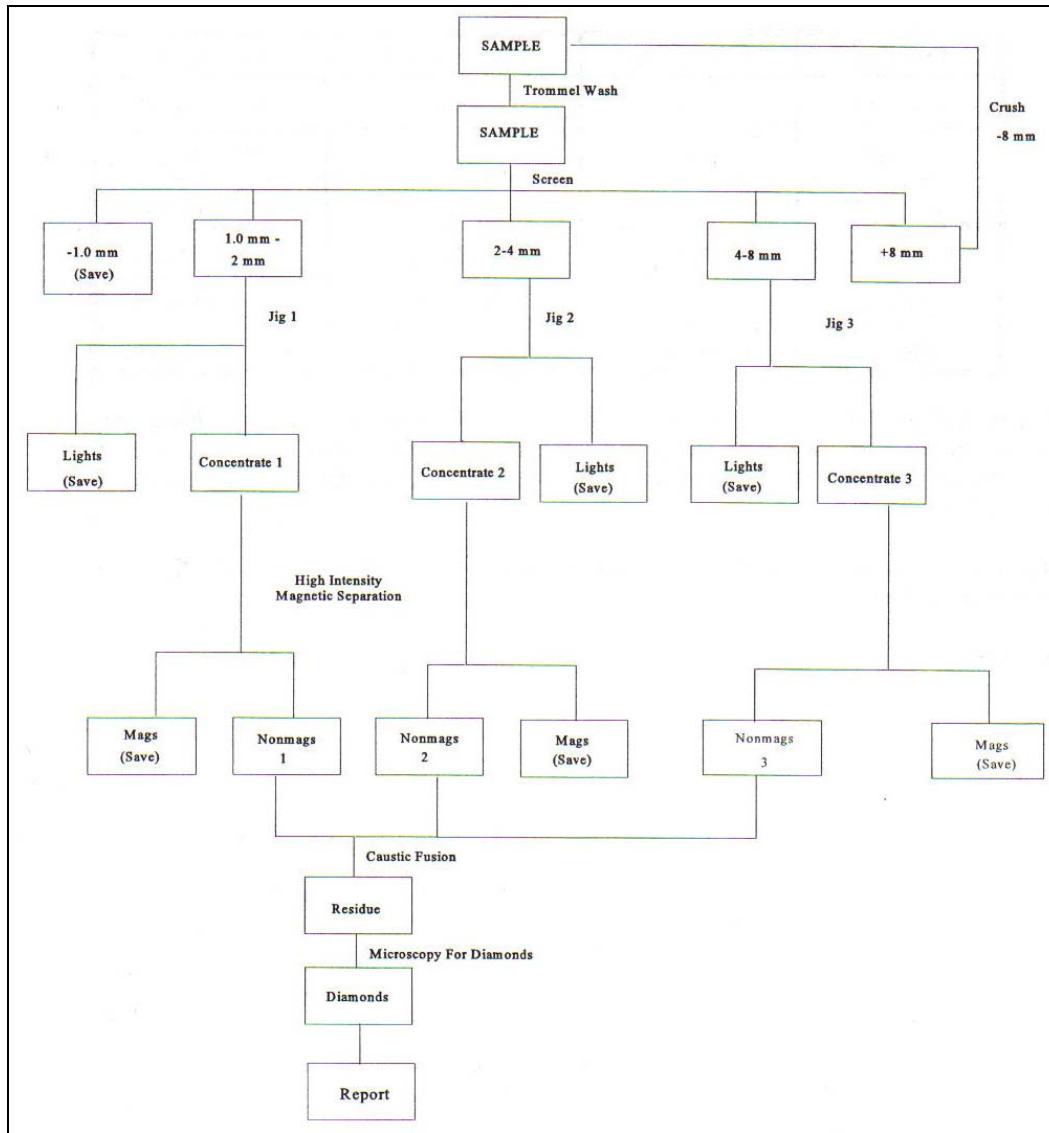 SAMPLE
Trommel Wash
Crush
-8 mm
SAMPLE
Screen
-1.0 mm
(Save)
1.0 mm -
2 mm
2-4 mm
4-8 mm
+8 mm
Jig 1
Jig 2
Jig 3
Lights
(Save)
Concentrate 1
Concentrate 2
Lights
(Save)
Lights
(Save)
Concentrate 3
High Intensity
Magnetic Separation
Mags
(Save)
Nonmags
1
Nonmags
2
Mags
(Save)
Nonmags
3
Mags
(Save)
Caustic Fusion
Residue
Microscopy For Diamonds
Diamonds
Report